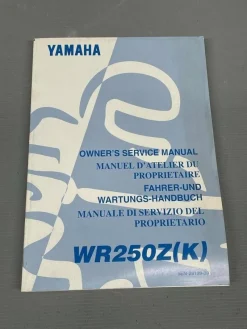 YAMAHA
OWNER'S SERVICE MANUAL
MANUEL D'ATELIER DU
PROPRIETAIRE
FAHRER-UND
WARTUNGS-HANDBUCH
MANUALE DI SERVIZIO DEL
PROPRIETARIO
WR250Z(K)